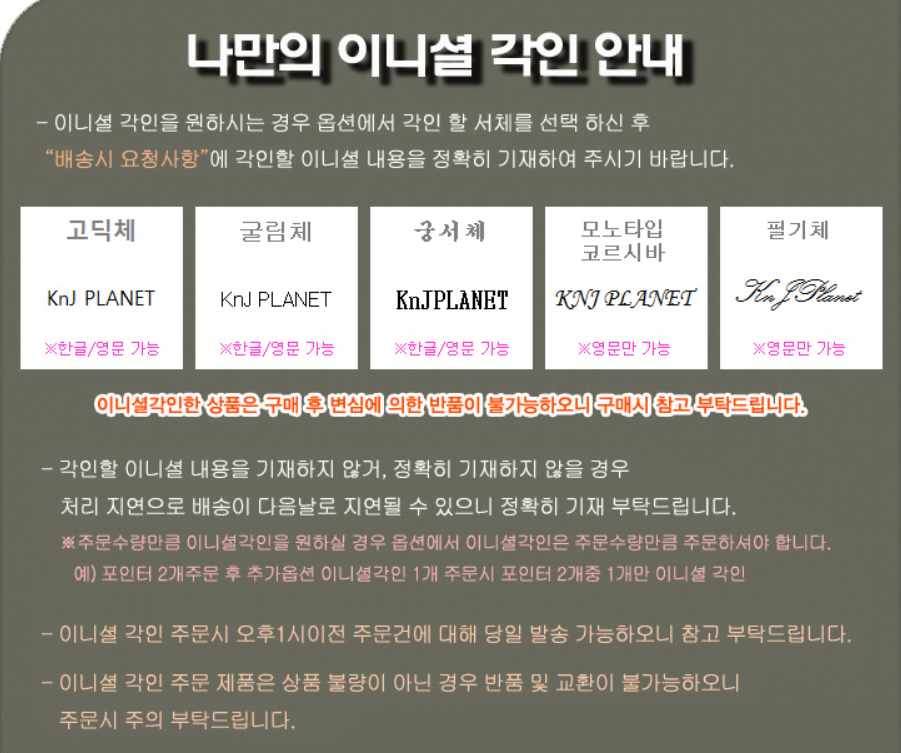 나만의 이니셜 각인 안내
- 이니셜 각인을 원하시는 경우 옵션에서 각인 할 서체를 선택 하신 후
“배송시 요청사항”에 각인할 이니셜 내용을 정확히 기재하여 주시기 바랍니다.
고딕체
KnJ PLANET
※한글/영문 가능
굴림체
KnJ PLANET
※한글/영문 가능
궁서체
KnJPLANET
※한글/영문 가능
모노타입
코르시바
KNJ PLANET
※영문만 가능
필기체
Kn J Planet
※영문만 가능
이니셜각인한 상품은 구매 후 변심에 의한 반품이 불가능하오니 구매시 참고 부탁드립니다.
- 각인할 이니셜 내용을 기재하지 않거, 정확히 기재하지 않을 경우
처리 지연으로 배송이 다음날로 지연될 수 있으니 정확히 기재 부탁드립니다.
※주문수량만큼 이니셜각인을 원하실 경우 옵션에서 이니셜각인은 주문수량만큼 주문하셔야 합니다.
예) 포인터 2개주문 후 추가옵션 이니셜각인 1개 주문시 포인터 2개중 1개만 이니셜 각인
- 이니셜 각인 주문시 오후1시이전 주문건에 대해 당일 발송 가능하오니 참고 부탁드립니다.
- 이니셜 각인 주문 제품은 상품 불량이 아닌 경우 반품 및 교환이 불가능하오니
주문시 주의 부탁드립니다.